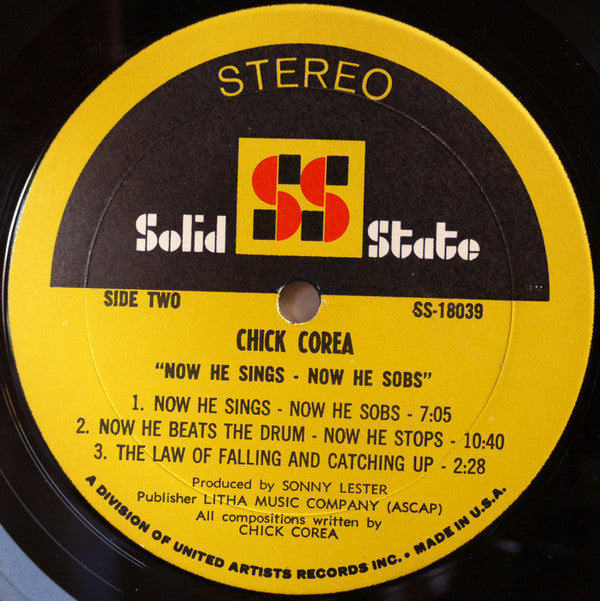 STEREO
SS
Solid State
SIDE TWO
SS-18039
CHICK COREA
"NOW HE SINGS - NOW HE SOBS"
1. NOW HE SINGS - NOW HE SOBS - 7:05
2. NOW HE BEATS THE DRUM - NOW HE STOPS - 10:40
3. THE LAW OF FALLING AND CATCHING UP - 2:28
Produced by SONNY LESTER
Publisher LITHA MUSIC COMPANY (ASCAP)
All compositions written by
CHICK COREA
A DIVISION OF UNITED ARTISTS RECORDS INC. • MADE IN U.S.A.